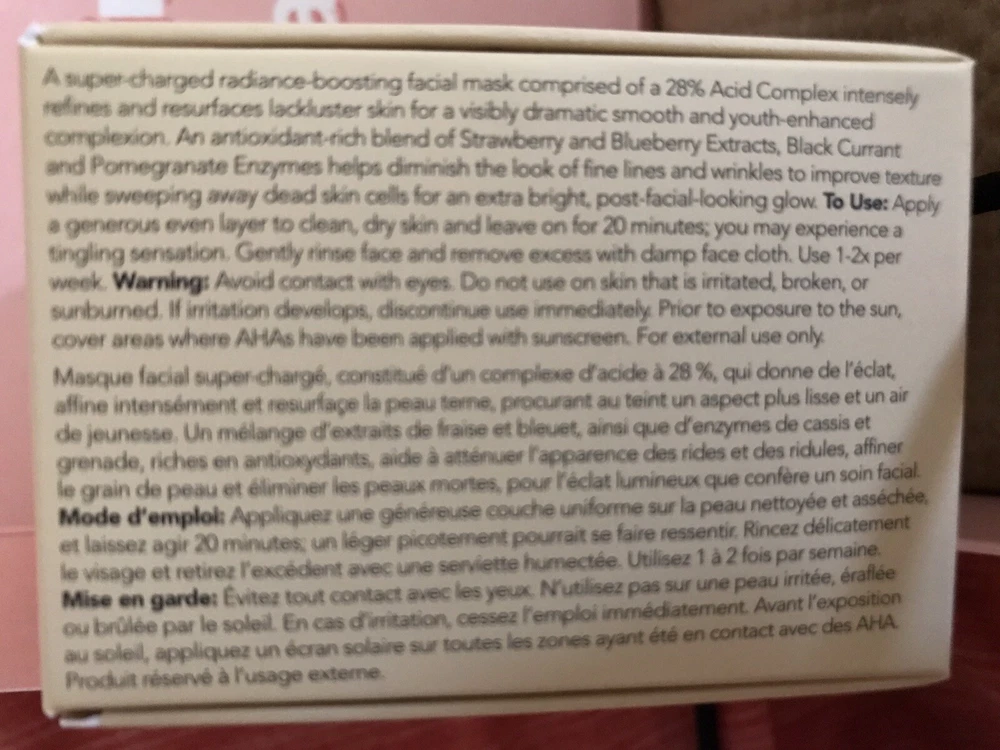 A super-charged radiance-boosting facial mask comprised of a 28% Acid Complex intensely
refines and resurfaces lackluster skin for a visibly dramatic smooth and youth-enhanced
complexion. An antioxidant-rich blend of Strawberry and Blueberry Extracts, Black Currant
and Pomegranate Enzymes helps diminish the look of fine lines and wrinkles to improve texture
while sweeping away dead skin cells for an extra bright, post-facial-looking glow. To Use: Apply
a generous even layer to clean, dry skin and leave on for 20 minutes; you may experience a
tingling sensation. Gently rinse face and remove excess with damp face cloth. Use 1-2x per
week. Warning: Avoid contact with eyes. Do not use on skin that is irritated, broken, or
sunburned. If irritation develops, discontinue use immediately. Prior to exposure to the sun,
cover areas where AHAs have been applied with sunscreen. For external use only.
Masque facial super-chargé, constitué d'un complexe d'acide à 28 %, qui donne de l'éclat,
affine intensément et resurface la peau terne, procurant au teint un aspect plus lisse et un air
de jeunesse. Un mélange d'extraits de fraise et bleuet, ainsi que d'enzymes de cassis et
grenade, riches en antioxydants, aide à atténuer l'apparence des rides et des ridules, affiner
le grain de peau et éliminer les peaux mortes, pour l'éclat lumineux que confère un soin facial.
Mode d'emploi: Appliquez une généreuse couche uniforme sur la peau nettoyée et asséchée,
et laissez agir 20 minutes; un léger picotement pourrait se faire ressentir. Rincez délicatement
le visage et retirez l'excédent avec une serviette humectée. Utilisez 1 à 2 fois par semaine.
Mise en garde: Évitez tout contact avec les yeux. N'utilisez pas sur une peau irritée, éraflée
ou brûlée par le soleil. En cas d'irritation, cessez l'emploi immédiatement. Avant l'exposition
au soleil, appliquez un écran solaire sur toutes les zones ayant été en contact avec des AHA.
Produit réservé à l'usage externe.